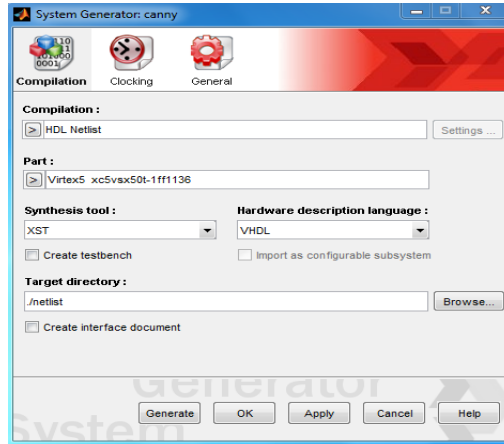 System Generator: canny
Compilation Clocking General
Compilation :
> HDL Netlist Settings ...
Part :
> Virtex5 xc5vsx50t-1ff1136
Synthesis tool : Hardware description language :
XST VHDL
Create testbench Import as configurable subsystem
Target directory :
./netlist Browse...
Create interface document
Generator
Generate OK Apply Cancel Help
System